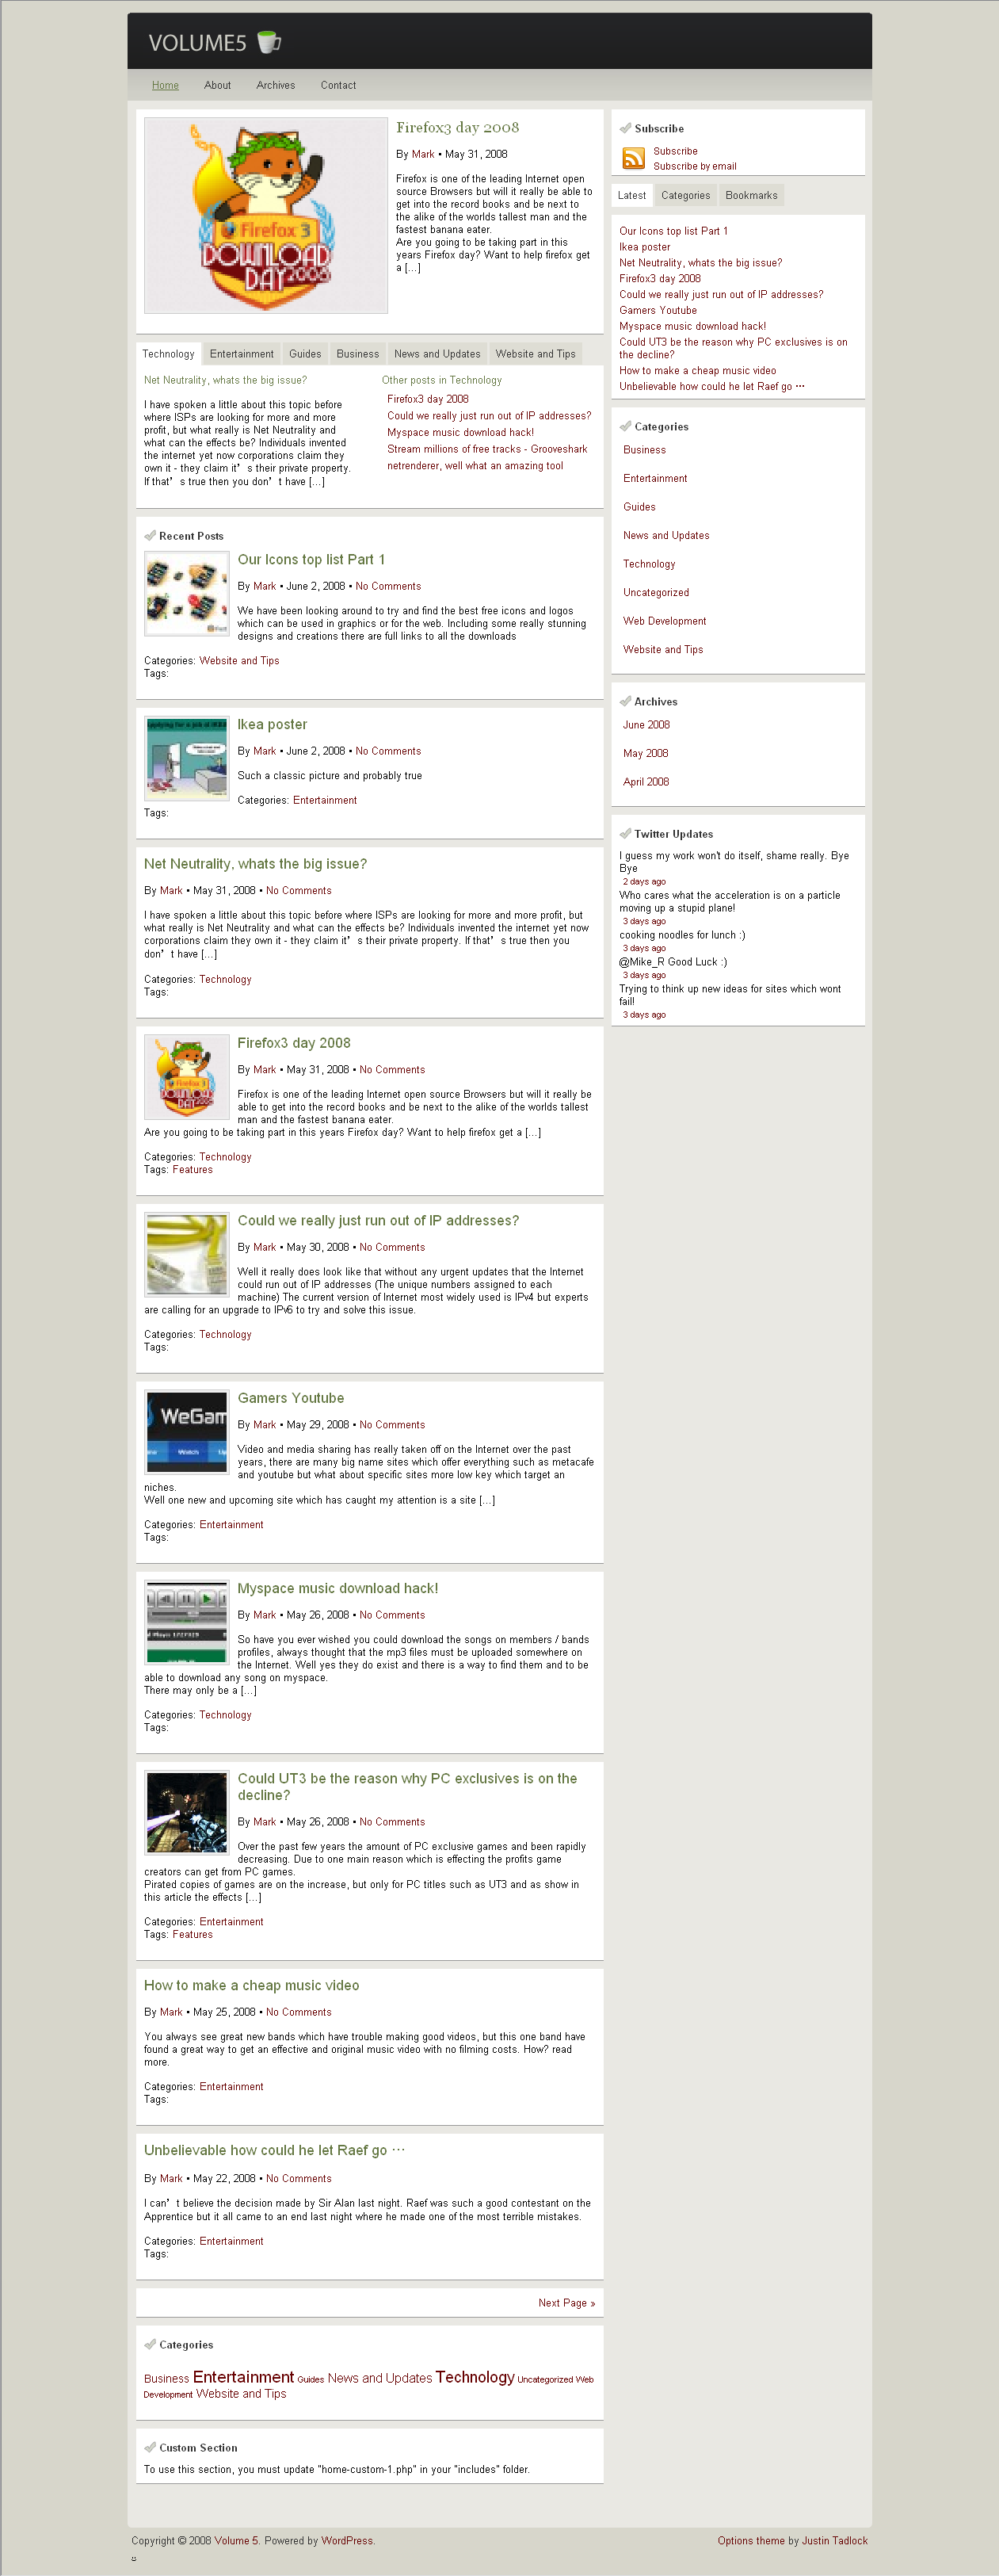 VOLUME5
Home About Archives Contact
Firefox 3
DOWNLOAD
DAY 2008
Firefox3 day 2008
By Mark • May 31, 2008
Firefox is one of the leading Internet open
source Browsers but will it really be able to
get into the record books and be next to
the alike of the worlds tallest man and the
fastest banana eater.
Are you going to be taking part in this
years Firefox day? Want to help firefox get
a [...]
Technology Entertainment Guides Business News and Updates Website and Tips
Net Neutrality, whats the big issue?
I have spoken a little about this topic before
where ISPs are looking for more and more
profit, but what really is Net Neutrality and
what can the effects be? Individuals invented
the internet yet now corporations claim they
own it - they claim it’s their private property.
If that’s true then you don’t have [...]
Other posts in Technology
Firefox3 day 2008
Could we really just run out of IP addresses?
Myspace music download hack!
Stream millions of free tracks - Grooveshark
netrenderer, well what an amazing tool
Recent Posts
Our Icons top list Part 1
By Mark • June 2, 2008 • No Comments
We have been looking around to try and find the best free icons and logos
which can be used in graphics or for the web. Including some really stunning
designs and creations there are full links to all the downloads
Categories: Website and Tips
Tags:
Ikea poster
By Mark • June 2, 2008 • No Comments
Such a classic picture and probably true
Categories: Entertainment
Tags:
Net Neutrality, whats the big issue?
By Mark • May 31, 2008 • No Comments
I have spoken a little about this topic before where ISPs are looking for more and more profit, but
what really is Net Neutrality and what can the effects be? Individuals invented the internet yet now
corporations claim they own it - they claim it’s their private property. If that’s true then you
don’t have [...]
Categories: Technology
Tags:
Firefox 3
DOWNLOAD
DAY 2008
Firefox3 day 2008
By Mark • May 31, 2008 • No Comments
Firefox is one of the leading Internet open source Browsers but will it really be
able to get into the record books and be next to the alike of the worlds tallest
man and the fastest banana eater.
Are you going to be taking part in this years Firefox day? Want to help firefox get a [...]
Categories: Technology
Tags: Features
Could we really just run out of IP addresses?
By Mark • May 30, 2008 • No Comments
Well it really does look like that without any urgent updates that the Internet
could run out of IP addresses (The unique numbers assigned to each
machine) The current version of Internet most widely used is IPv4 but experts
are calling for an upgrade to IPv6 to try and solve this issue.
Categories: Technology
Tags:
WeGam
Watch
Gamers Youtube
By Mark • May 29, 2008 • No Comments
Video and media sharing has really taken off on the Internet over the past
years, there are many big name sites which offer everything such as metacafe
and youtube but what about specific sites more low key which target an
niches.
Well one new and upcoming site which has caught my attention is a site [...]
Categories: Entertainment
Tags:
Myspace music download hack!
By Mark • May 26, 2008 • No Comments
So have you ever wished you could download the songs on members / bands
profiles, always thought that the mp3 files must be uploaded somewhere on
the Internet. Well yes they do exist and there is a way to find them and to be
able to download any song on myspace.
There may only be a [...]
Categories: Technology
Tags:
Could UT3 be the reason why PC exclusives is on the
decline?
By Mark • May 26, 2008 • No Comments
Over the past few years the amount of PC exclusive games and been rapidly
decreasing. Due to one main reason which is effecting the profits game
creators can get from PC games.
Pirated copies of games are on the increase, but only for PC titles such as UT3 and as show in
this article the effects [...]
Categories: Entertainment
Tags: Features
How to make a cheap music video
By Mark • May 25, 2008 • No Comments
You always see great new bands which have trouble making good videos, but this one band have
found a great way to get an effective and original music video with no filming costs. How? read
more.
Categories: Entertainment
Tags:
Unbelievable how could he let Raef go …
By Mark • May 22, 2008 • No Comments
I can’t believe the decision made by Sir Alan last night. Raef was such a good contestant on the
Apprentice but it all came to an end last night where he made one of the most terrible mistakes.
Categories: Entertainment
Tags:
Next Page »
Categories
Business Entertainment Guides News and Updates Technology Uncategorized Web
Development Website and Tips
Custom Section
To use this section, you must update "home-custom-1.php" in your "includes" folder.
Subscribe
Subscribe
Subscribe by email
Latest Categories Bookmarks
Our Icons top list Part 1
Ikea poster
Net Neutrality, whats the big issue?
Firefox3 day 2008
Could we really just run out of IP addresses?
Gamers Youtube
Myspace music download hack!
Could UT3 be the reason why PC exclusives is on
the decline?
How to make a cheap music video
Unbelievable how could he let Raef go …
Categories
Business
Entertainment
Guides
News and Updates
Technology
Uncategorized
Web Development
Website and Tips
Archives
June 2008
May 2008
April 2008
Twitter Updates
I guess my work won't do itself, shame really. Bye
Bye
2 days ago
Who cares what the acceleration is on a particle
moving up a stupid plane!
3 days ago
cooking noodles for lunch :)
3 days ago
@Mike_R Good Luck :)
3 days ago
Trying to think up new ideas for sites which wont
fail!
3 days ago
Copyright © 2008 Volume 5. Powered by WordPress.
Options theme by Justin Tadlock